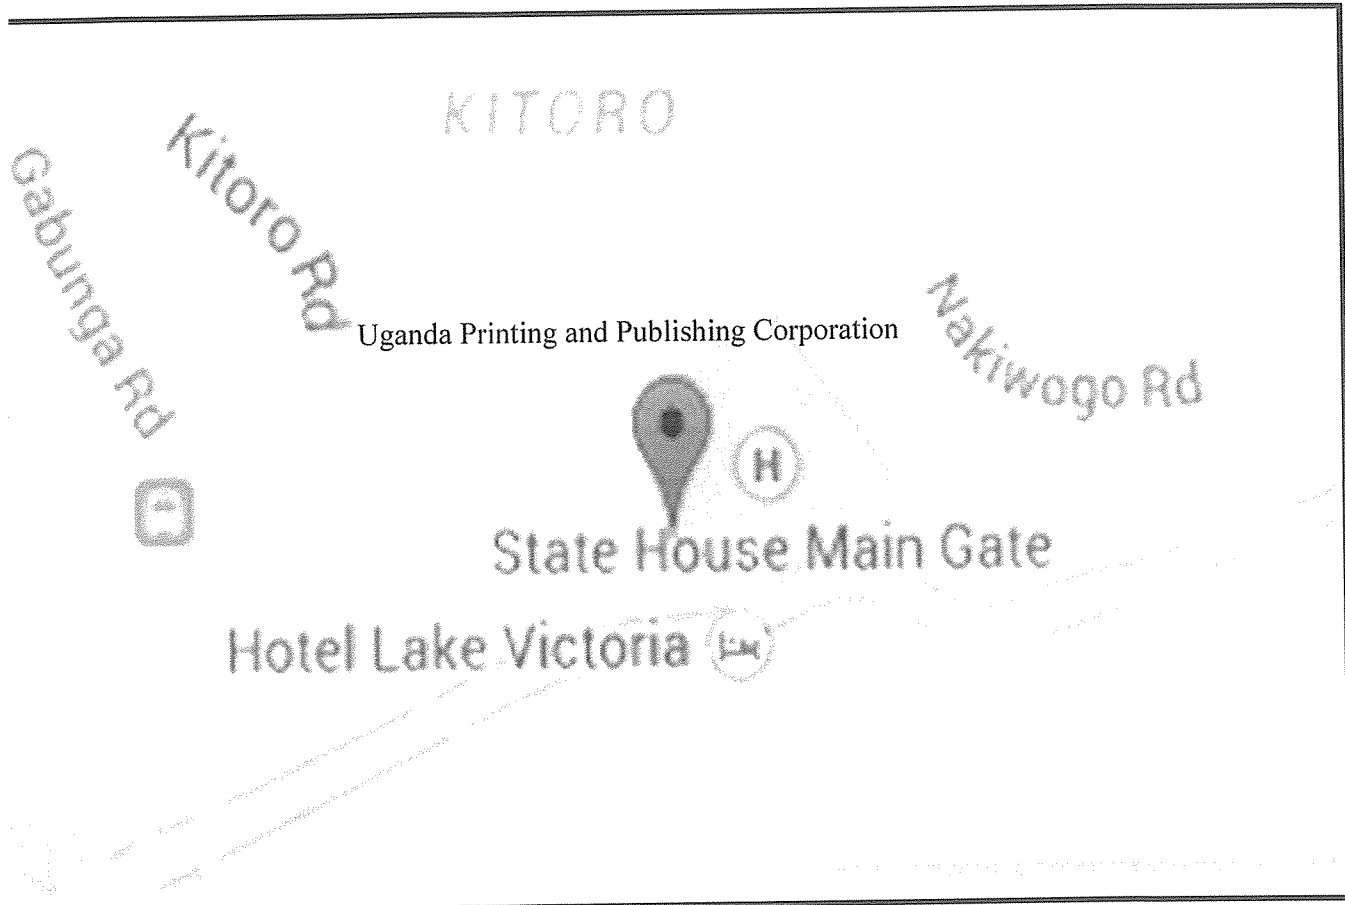 KITORO
Kitoro Rd
Gabunga Rd
Uganda Printing and Publishing Corporation
Nakiwogo Rd
H
State House Main Gate
Hotel Lake Victoria